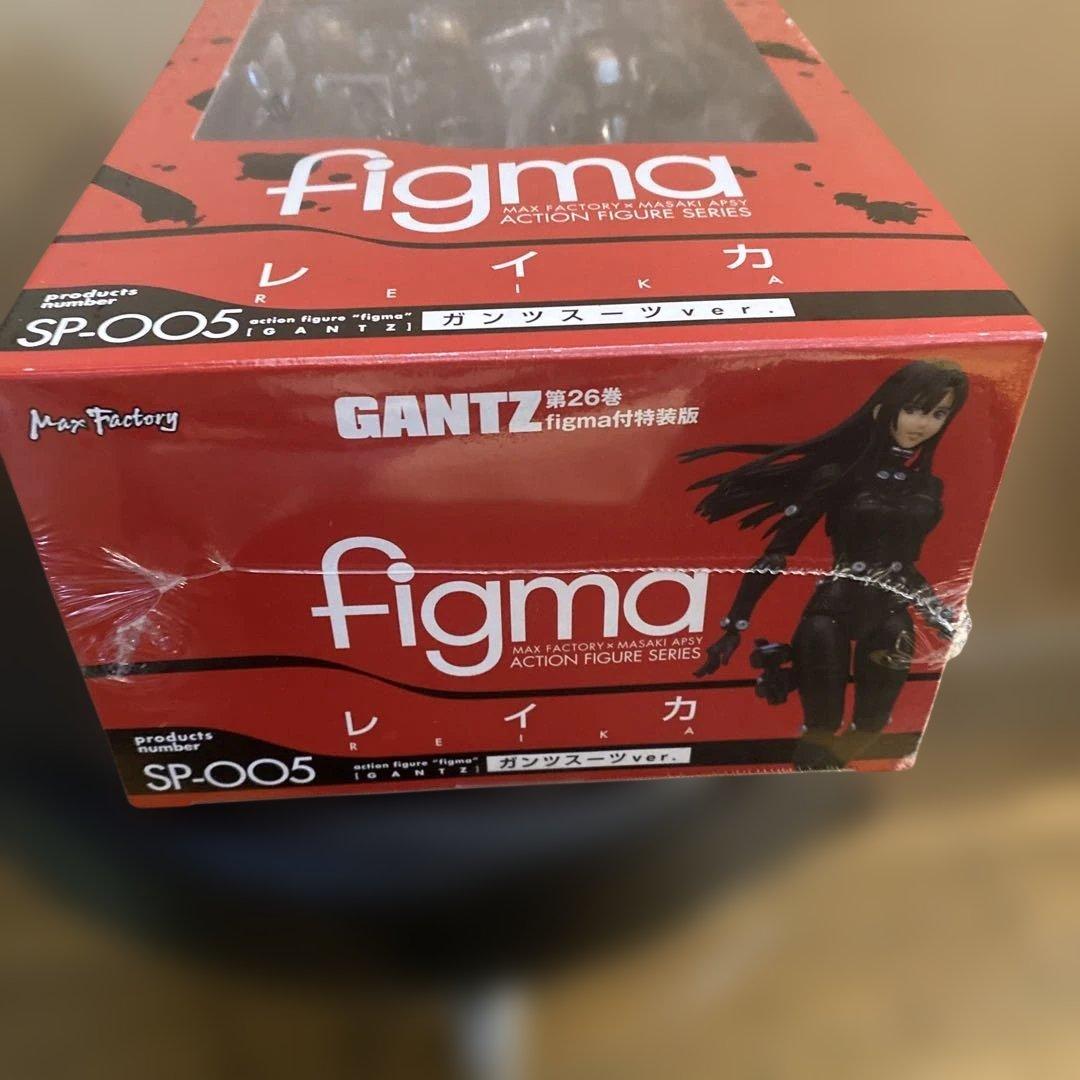 figma
MAX FACTORY × MASAKI APSY
ACTION FIGURE SERIES
レイカ
REIKA
products
number
SP-005
action figure "figma"
[GANTZ]
ガンツスーツver.
Max Factory
GANTZ
第26巻
figma付特装版
figma
MAX FACTORY × MASAKI APSY
ACTION FIGURE SERIES
レイカ
REIKA
products
number
SP-005
action figure "figma"
[GANTZ]
ガンツスーツver.